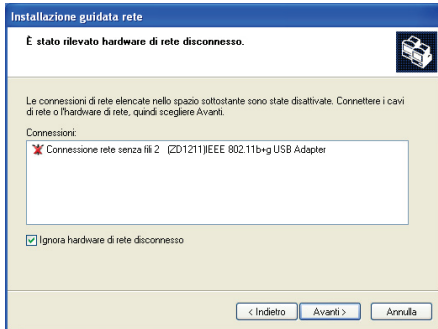 Installazione guidata rete
È stato rilevato hardware di rete disconnesso.
Le connessioni di rete elencate nello spazio sottostante sono state disattivate. Connettere i cavi
di rete o l'hardware di rete, quindi scegliere Avanti.
Connessioni:
Connessione rete senza fili 2 (ZD1211)IEEE 802.11b+g USB Adapter
Ignora hardware di rete disconnesso
< Indietro Avanti > Annulla